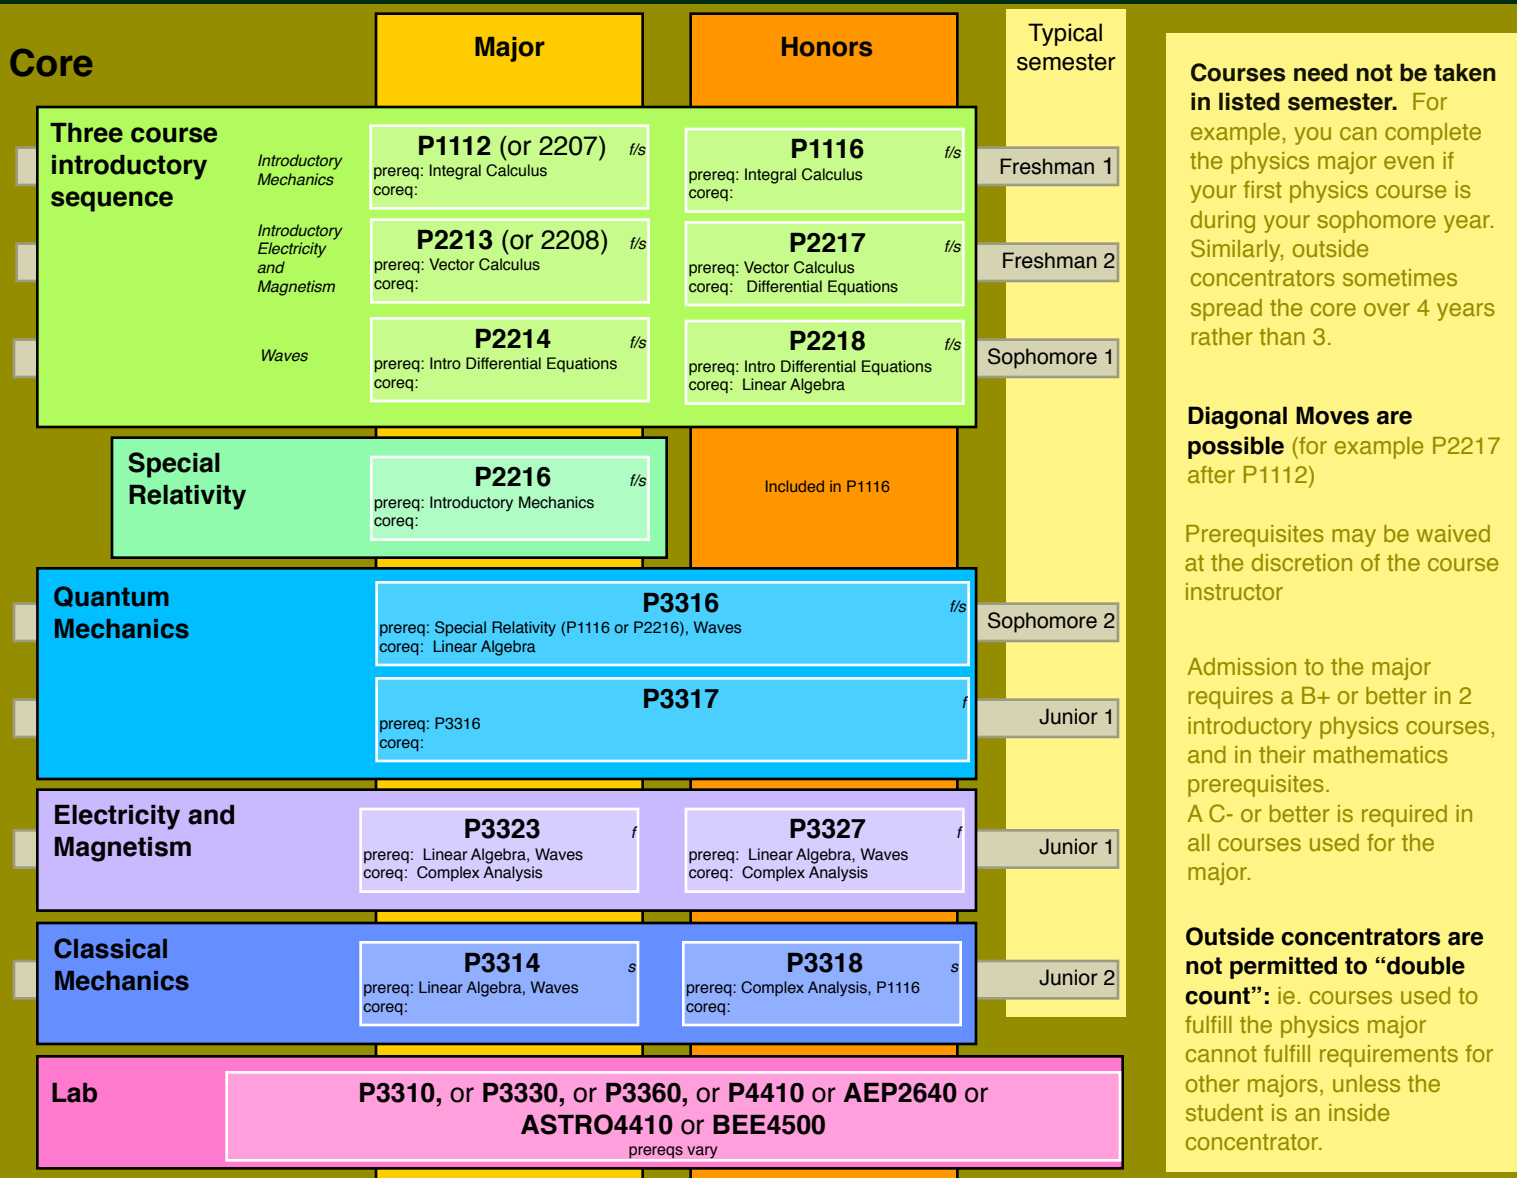 Core
Major
Honors
Typical
semester
Three course
introductory
sequence
Introductory
Mechanics
P1112 (or 2207) f/s
prereq: Integral Calculus
coreq:
P1116 f/s
prereq: Integral Calculus
coreq:
Freshman 1
Introductory
Electricity
and
Magnetism
P2213 (or 2208) f/s
prereq: Vector Calculus
coreq:
P2217 f/s
prereq: Vector Calculus
coreq: Differential Equations
Freshman 2
Waves
P2214 f/s
prereq: Intro Differential Equations
coreq:
P2218 f/s
prereq: Intro Differential Equations
coreq: Linear Algebra
Sophomore 1
Special
Relativity
P2216 f/s
prereq: Introductory Mechanics
coreq:
Included in P1116
Quantum
Mechanics
P3316 f/s
prereq: Special Relativity (P1116 or P2216), Waves
coreq: Linear Algebra
Sophomore 2
P3317 f
prereq: P3316
coreq:
Junior 1
Electricity and
Magnetism
P3323 f
prereq: Linear Algebra, Waves
coreq: Complex Analysis
P3327 f
prereq: Linear Algebra, Waves
coreq: Complex Analysis
Junior 1
Classical
Mechanics
P3314 s
prereq: Linear Algebra, Waves
coreq:
P3318 s
prereq: Complex Analysis, P1116
coreq:
Junior 2
Lab
P3310, or P3330, or P3360, or P4410 or AEP2640 or
ASTRO4410 or BEE4500
prereqs vary
Courses need not be taken
in listed semester. For
example, you can complete
the physics major even if
your first physics course is
during your sophomore year.
Similarly, outside
concentrators sometimes
spread the core over 4 years
rather than 3.
Diagonal Moves are
possible (for example P2217
after P1112)
Prerequisites may be waived
at the discretion of the course
instructor
Admission to the major
requires a B+ or better in 2
introductory physics courses,
and in their mathematics
prerequisites.
A C- or better is required in
all courses used for the
major.
Outside concentrators are
not permitted to “double
count”: ie. courses used to
fulfill the physics major
cannot fulfill requirements for
other majors, unless the
student is an inside
concentrator.